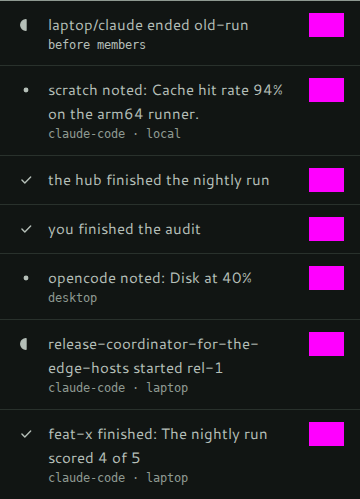 laptop/claude ended old-run
before members
scratch noted: Cache hit rate 94%
on the arm64 runner.
claude-code · local
the hub finished the nightly run
you finished the audit
opencode noted: Disk at 40%
desktop
release-coordinator-for-the-
edge-hosts started rel-1
claude-code · laptop
feat-x finished: The nightly run
scored 4 of 5
claude-code · laptop